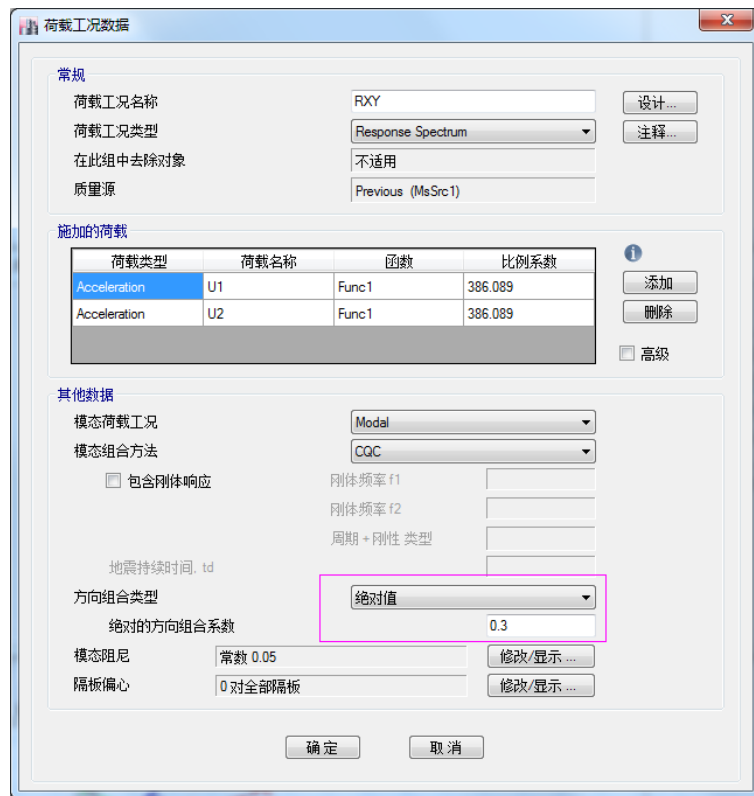 荷载工况数据
常规
荷载工况名称 RXY 设计...
荷载工况类型 Response Spectrum 注释...
在此组中去除对象 不适用
质量源 Previous (MsSrc1)
施加的荷载
荷载类型 荷载名称 函数 比例系数
Acceleration U1 Func1 386.089 添加
Acceleration U2 Func1 386.089 删除
高级
其他数据
模态荷载工况 Modal
模态组合方法 CQC
包含刚体响应 刚体频率 f1
刚体频率 f2
周期 + 刚性 类型
地震持续时间, td
方向组合类型 绝对值
绝对的方向组合系数 0.3
模态阻尼 常数 0.05 修改/显示 ...
隔板偏心 0 对全部隔板 修改/显示 ...
确定 取消